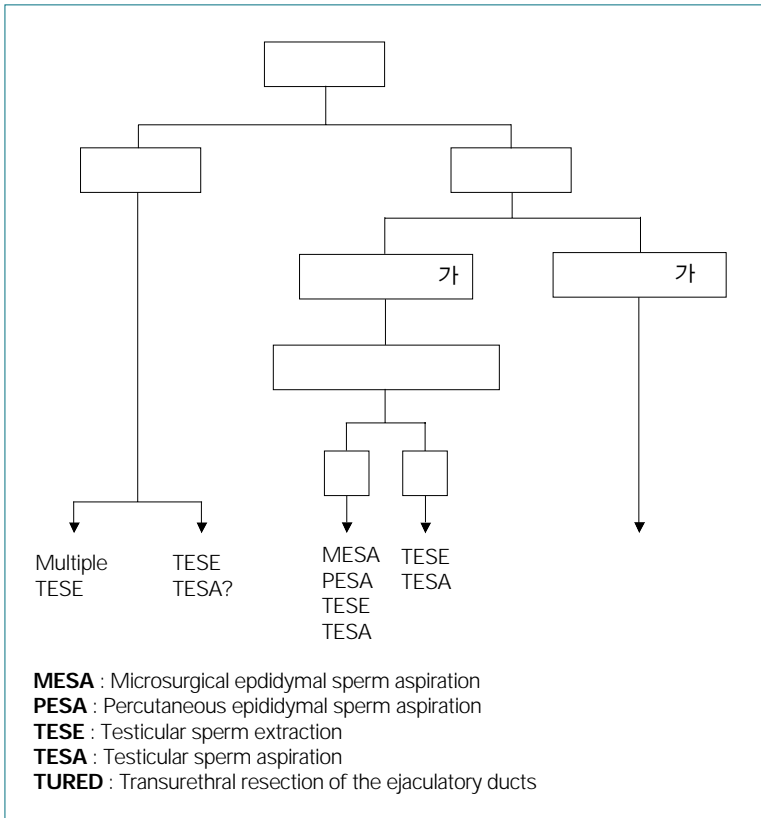 가
가
Multiple
TESE
TESE
TESA?
MESA
PESA
TESE
TESA
TESE
TESA
MESA : Microsurgical epdidymal sperm aspiration
PESA : Percutaneous epididymal sperm aspiration
TESE : Testicular sperm extraction
TESA : Testicular sperm aspiration
TURED : Transurethral resection of the ejaculatory ducts